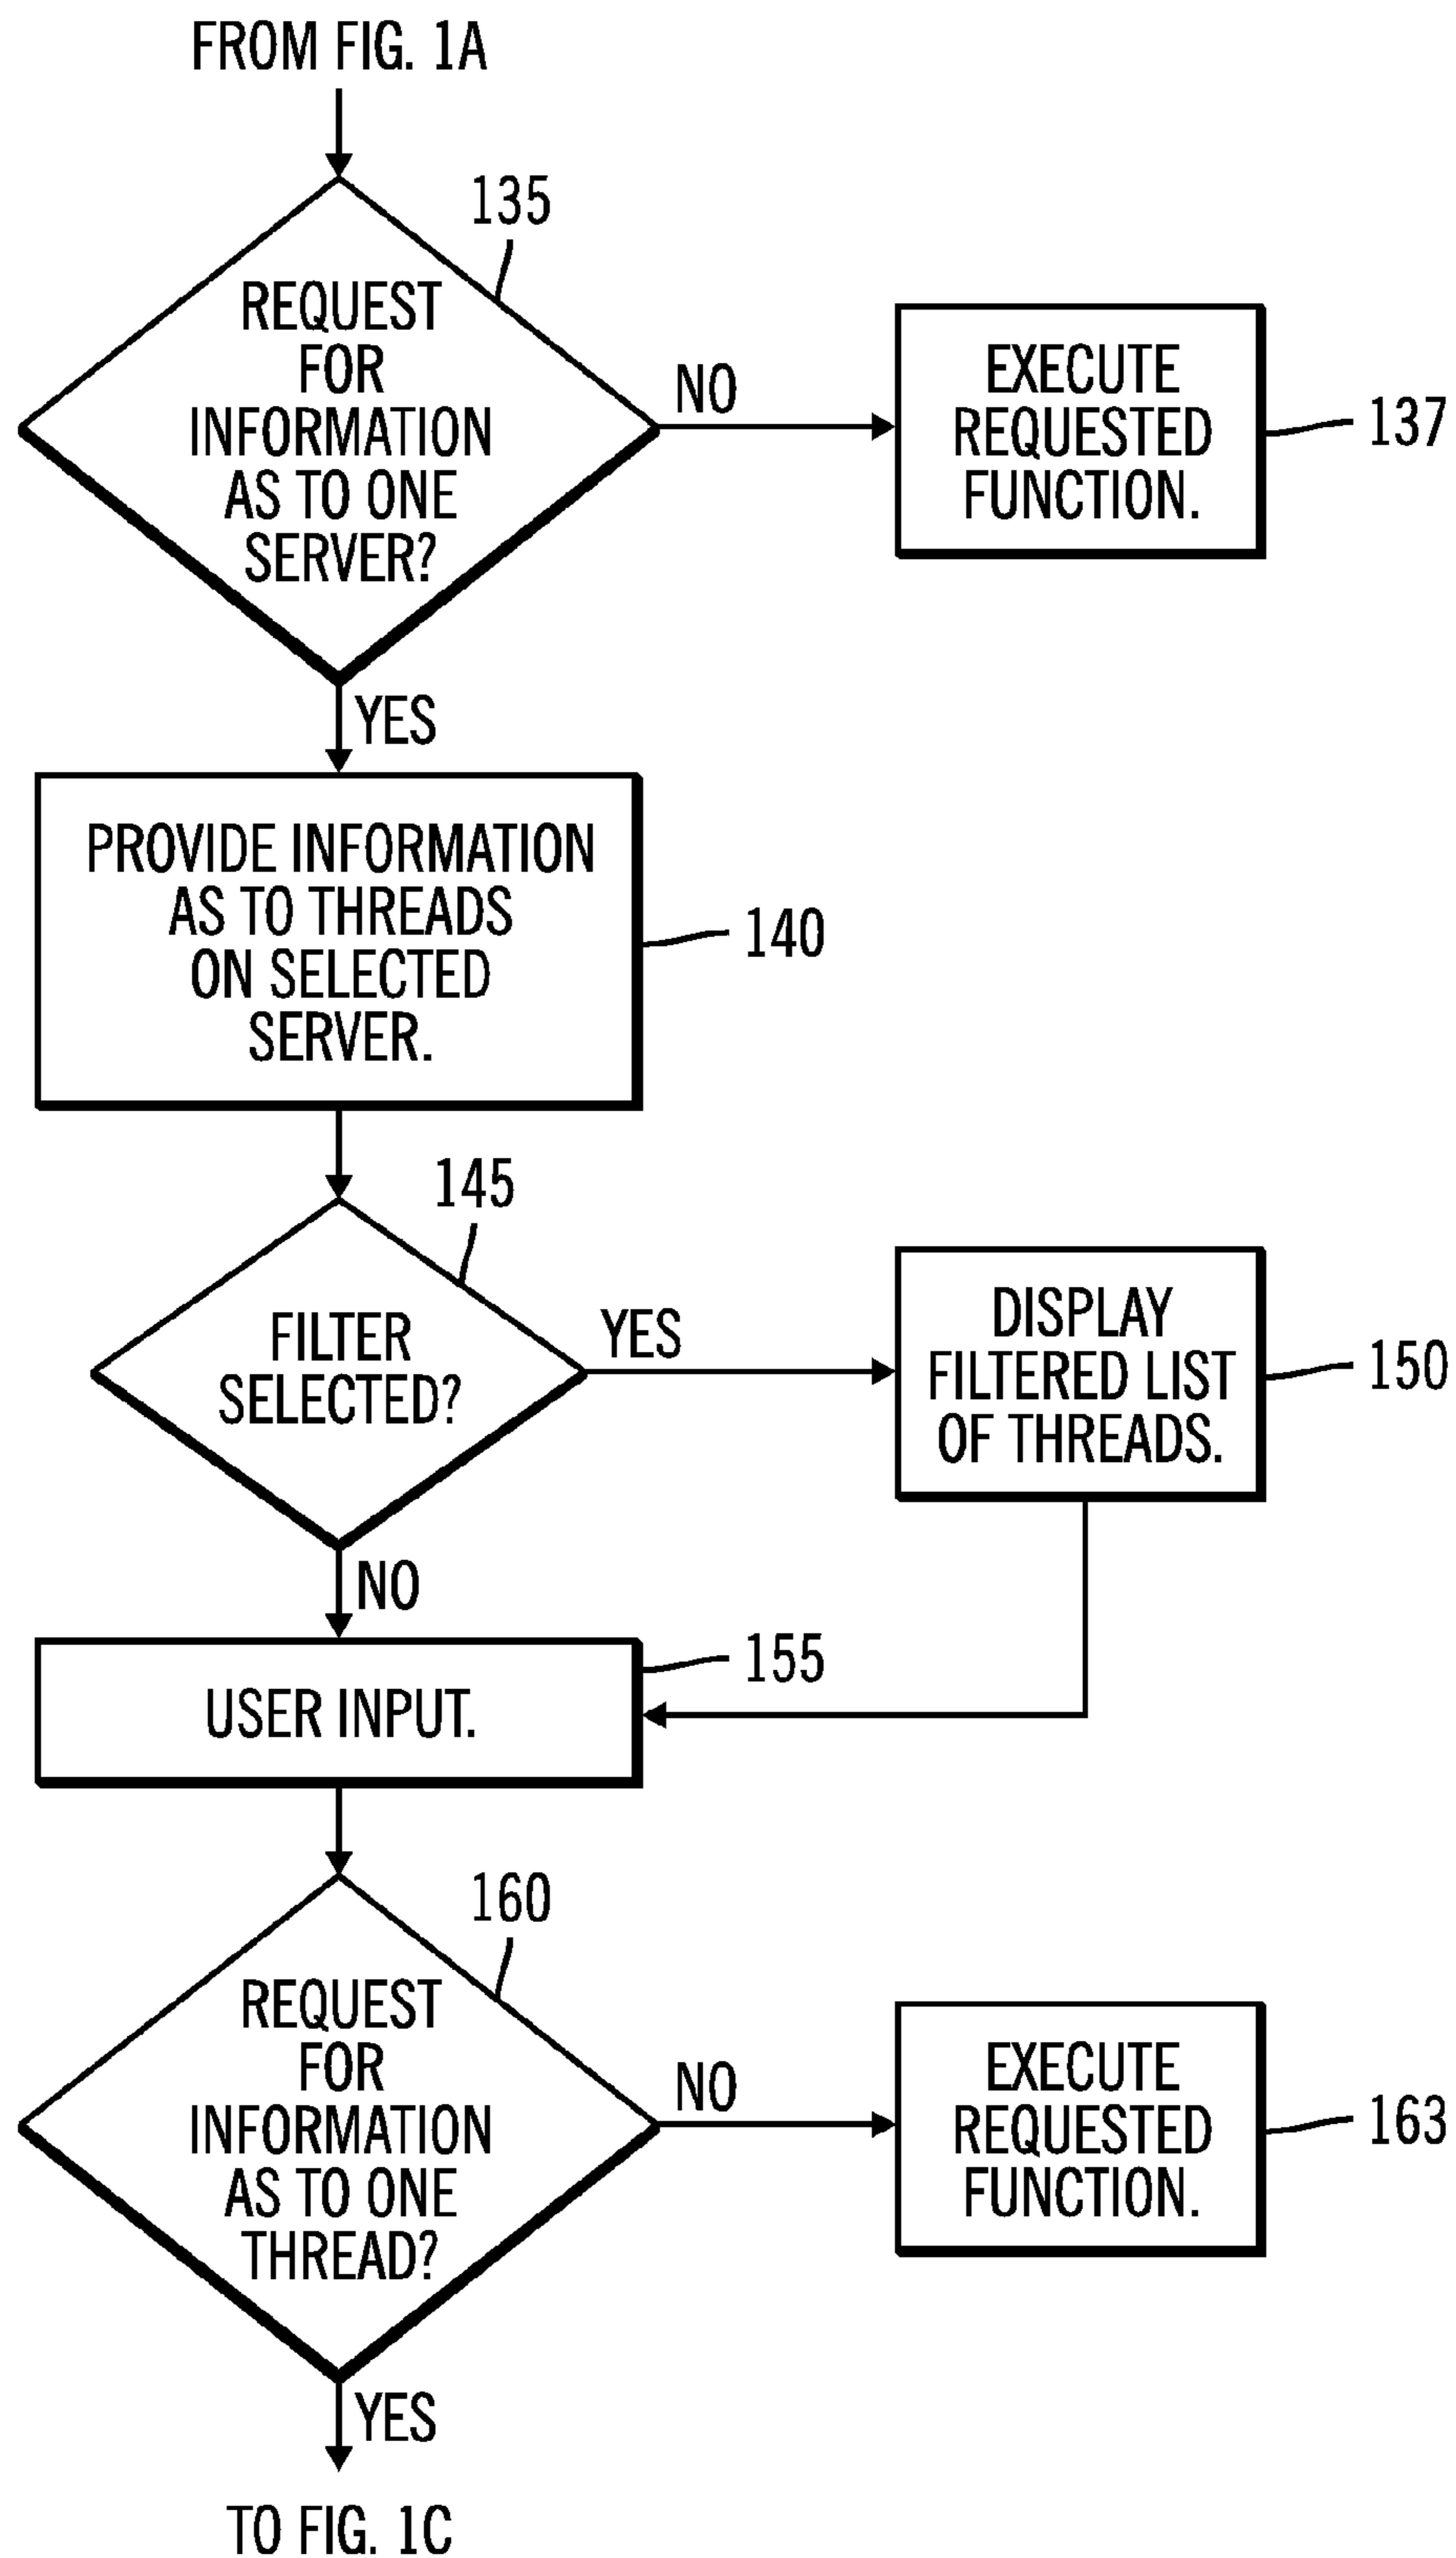 FROM FIG. 1A
135
REQUEST
FOR
INFORMATION
AS TO ONE
SERVER?
NO
EXECUTE
REQUESTED
FUNCTION.
137
YES
PROVIDE INFORMATION
AS TO THREADS
ON SELECTED
SERVER.
140
145
FILTER
SELECTED?
YES
DISPLAY
FILTERED LIST
OF THREADS.
150
NO
USER INPUT.
155
160
REQUEST
FOR
INFORMATION
AS TO ONE
THREAD?
NO
EXECUTE
REQUESTED
FUNCTION.
163
YES
TO FIG. 1C